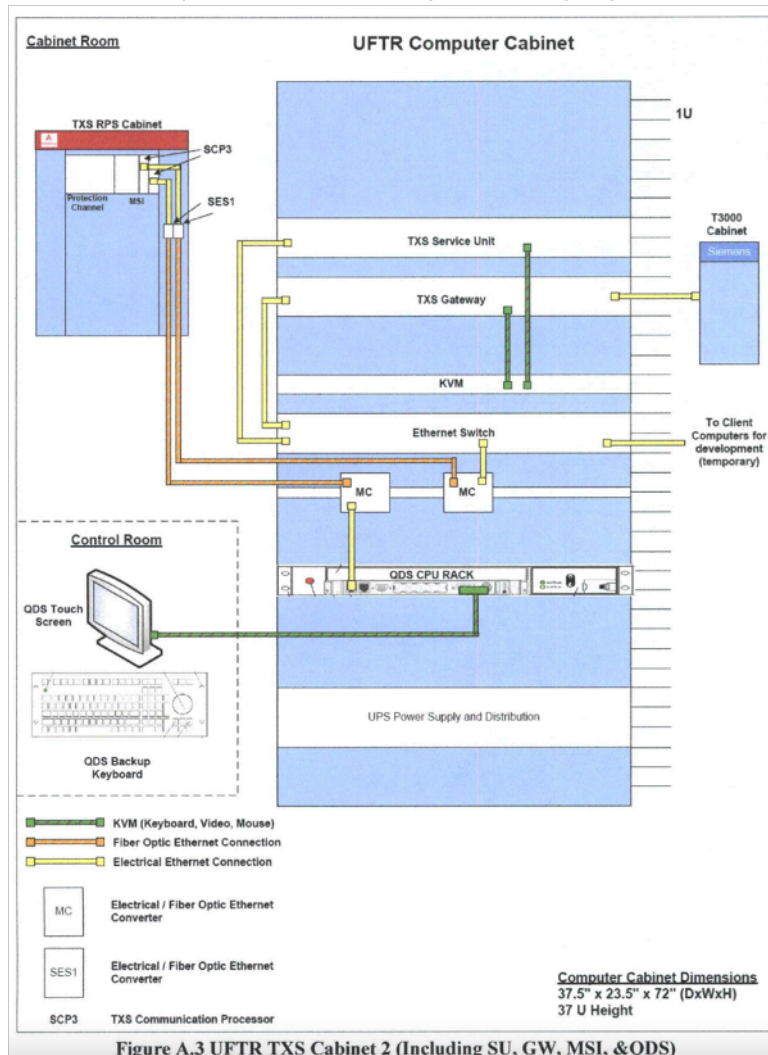 Cabinet Room
UFTR Computer Cabinet
1U
TXS RPS Cabinet
SCP3
Protection
Channel
MSI
SES1
TXS Service Unit
T3000
Cabinet
Siemens
TXS Gateway
KVM
Ethernet Switch
To Client
Computers for
development
(temporary)
MC
MC
Control Room
QDS CPU RACK
QDS Touch
Screen
UPS Power Supply and Distribution
QDS Backup
Keyboard
KVM (Keyboard, Video, Mouse)
Fiber Optic Ethernet Connection
Electrical Ethernet Connection
MC
Electrical / Fiber Optic Ethernet
Converter
SES1
Electrical / Fiber Optic Ethernet
Converter
SCP3
TXS Communication Processor
Computer Cabinet Dimensions
37.5" x 23.5" x 72" (DxWxH)
37 U Height
Figure A.3 UFTR TXS Cabinet 2 (Including SU, GW, MSI, &QDS)